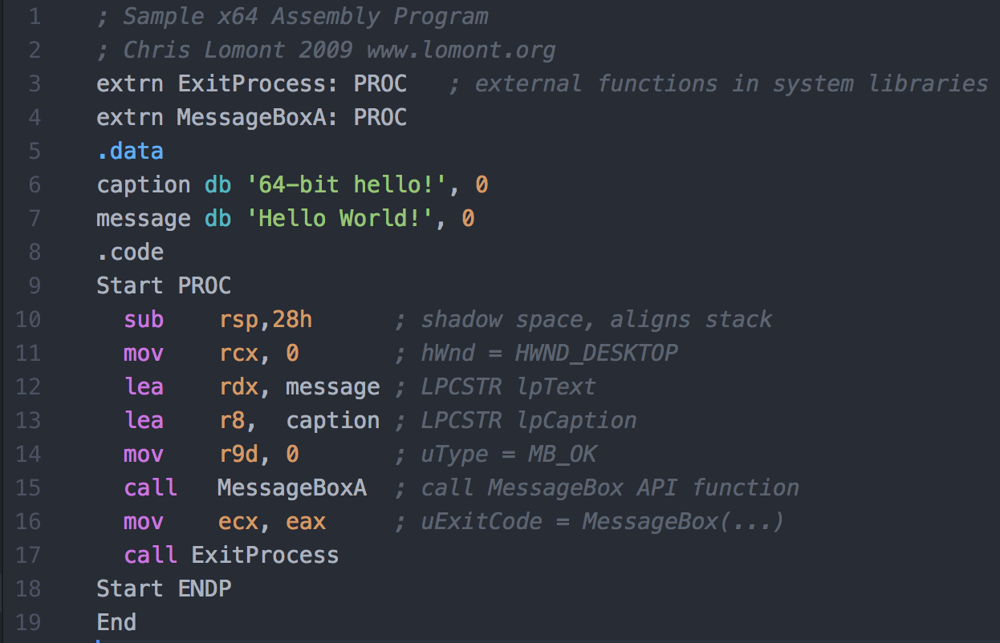 1 ; Sample x64 Assembly Program
2 ; Chris Lomont 2009 www.lomont.org
3 extrn ExitProcess: PROC   ; external functions in system libraries
4 extrn MessageBoxA: PROC
5 .data
6 caption db '64-bit hello!', 0
7 message db 'Hello World!', 0
8 .code
9 Start PROC
10   sub    rsp,28h      ; shadow space, aligns stack
11   mov    rcx, 0       ; hWnd = HWND_DESKTOP
12   lea    rdx, message ; LPCSTR lpText
13   lea    r8,  caption ; LPCSTR lpCaption
14   mov    r9d, 0       ; uType = MB_OK
15   call   MessageBoxA  ; call MessageBox API function
16   mov    ecx, eax     ; uExitCode = MessageBox(...)
17   call ExitProcess
18 Start ENDP
19 End